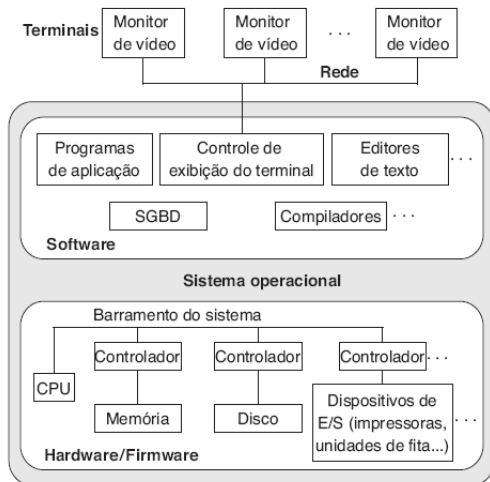 Terminais
Monitor
de vídeo
Monitor
de vídeo
. . .
Monitor
de vídeo
Rede
Programas
de aplicação
Controle de
exibição do terminal
Editores
de texto
. . .
SGBD
Compiladores
. . .
Software
Sistema operacional
Barramento do sistema
Controlador
Controlador
Controlador
. . .
CPU
Memória
Disco
Dispositivos de
E/S (impressoras,
unidades de fita...)
. . .
Hardware/Firmware